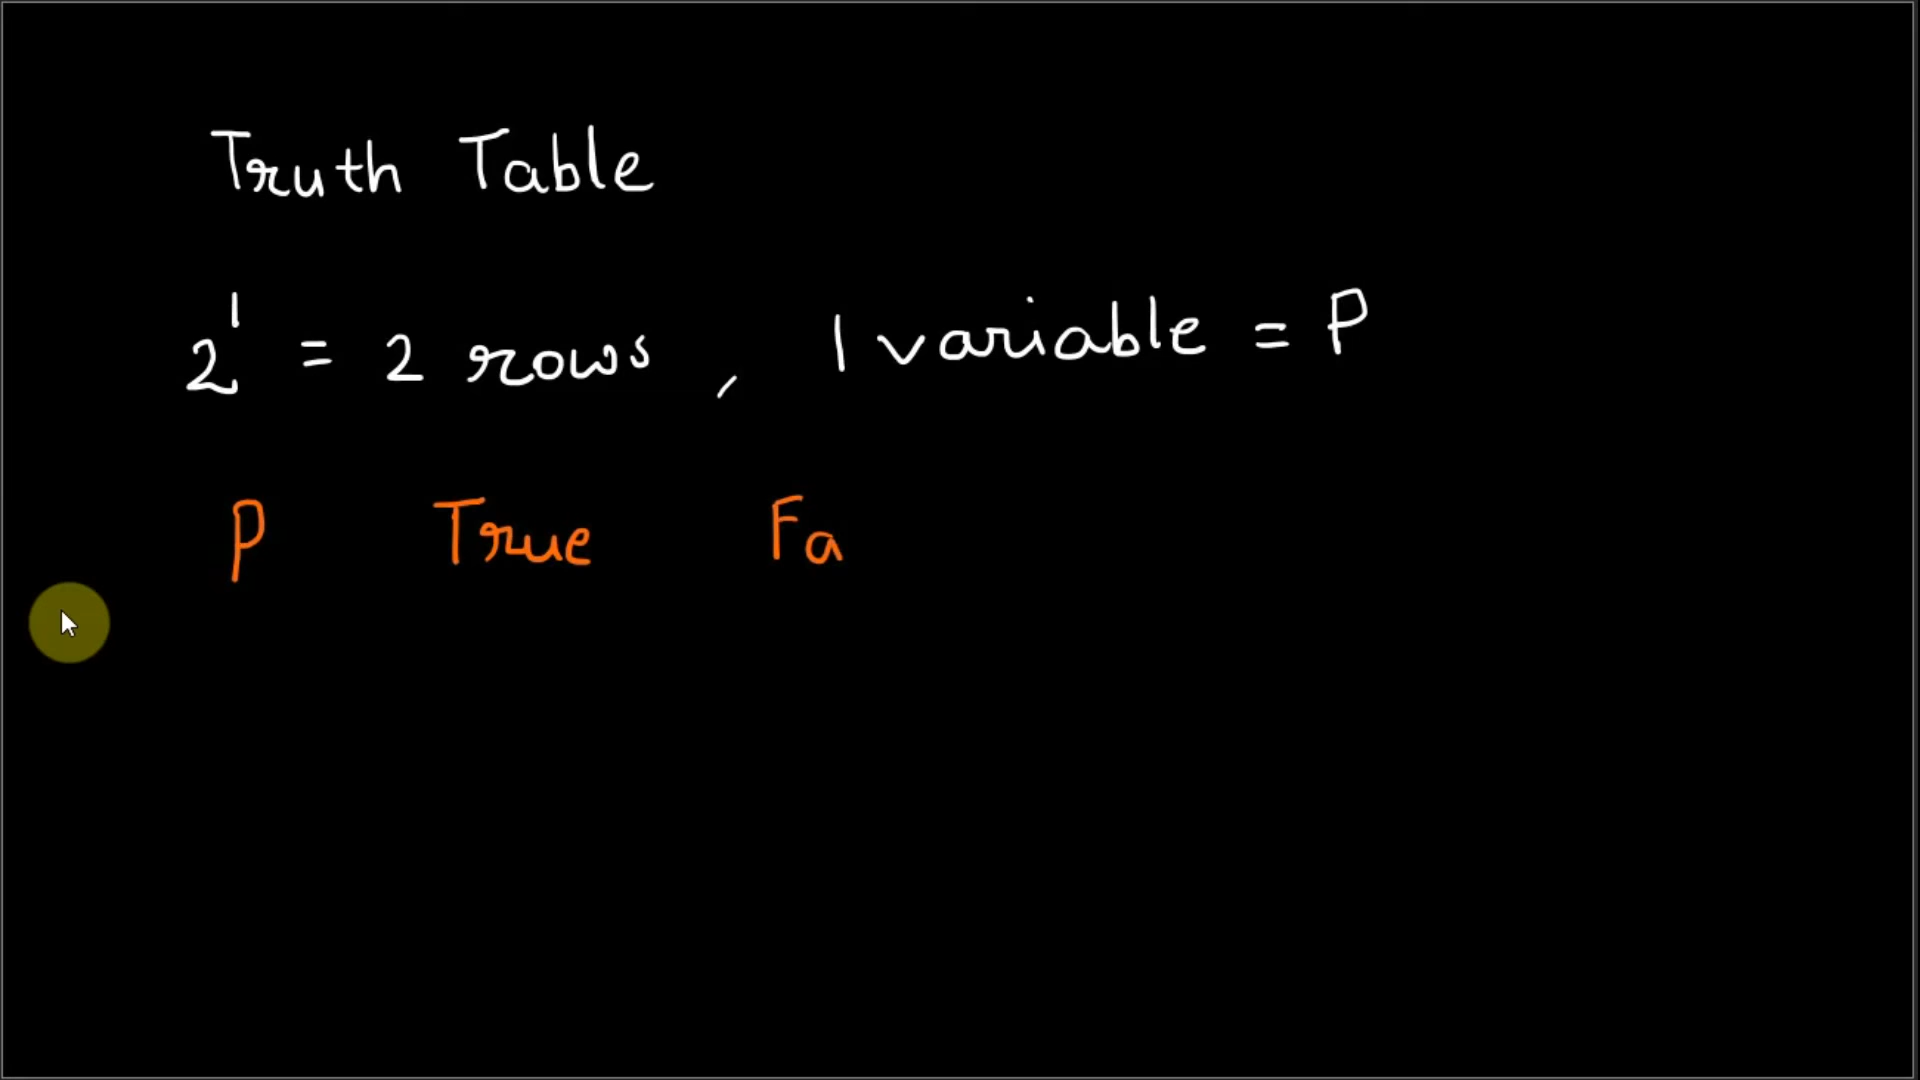 Truth Table
2¹ = 2 rows , 1 variable = P
P True Fa